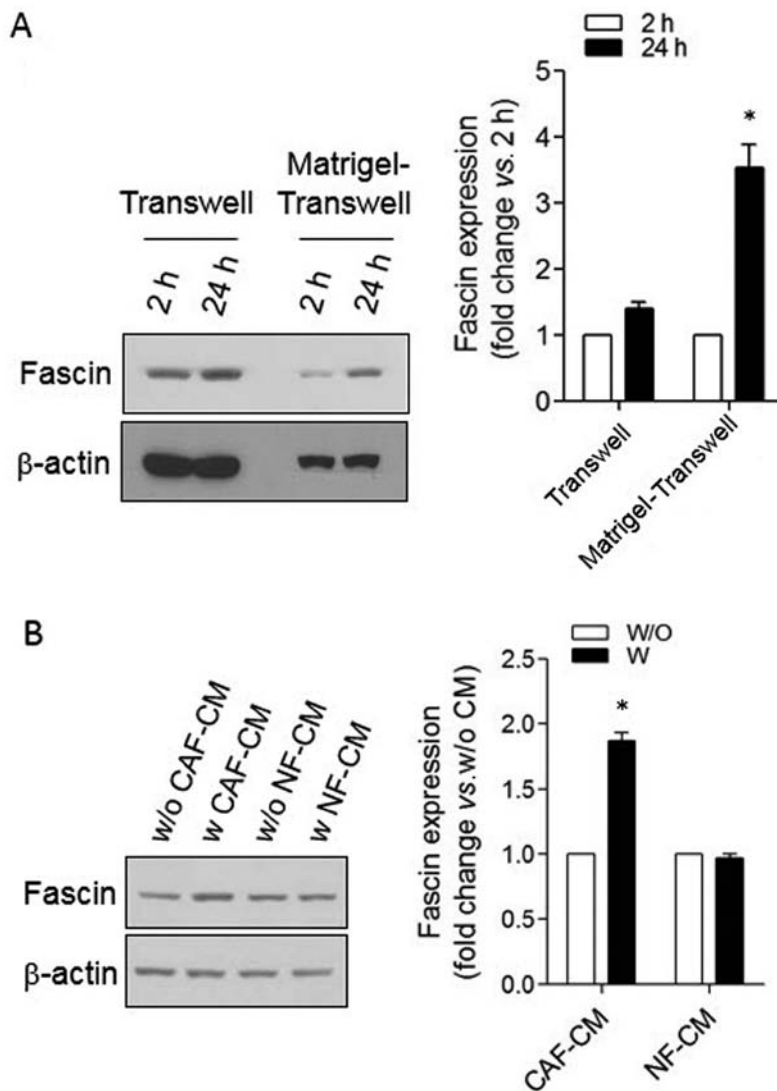 A
Transwell
Matrigel-
Transwell
2 h
24 h
2 h
24 h
Fascin
β-actin
2 h
24 h
Fascin expression
(fold change vs. 2 h)
5
4
3
2
1
0
*
Transwell
Matrigel-Transwell
B
w/o CAF-CM
w CAF-CM
w/o NF-CM
w NF-CM
Fascin
β-actin
W/O
W
Fascin expression
(fold change vs.w/o CM)
2.5
2.0
1.5
1.0
0.5
0.0
*
CAF-CM
NF-CM